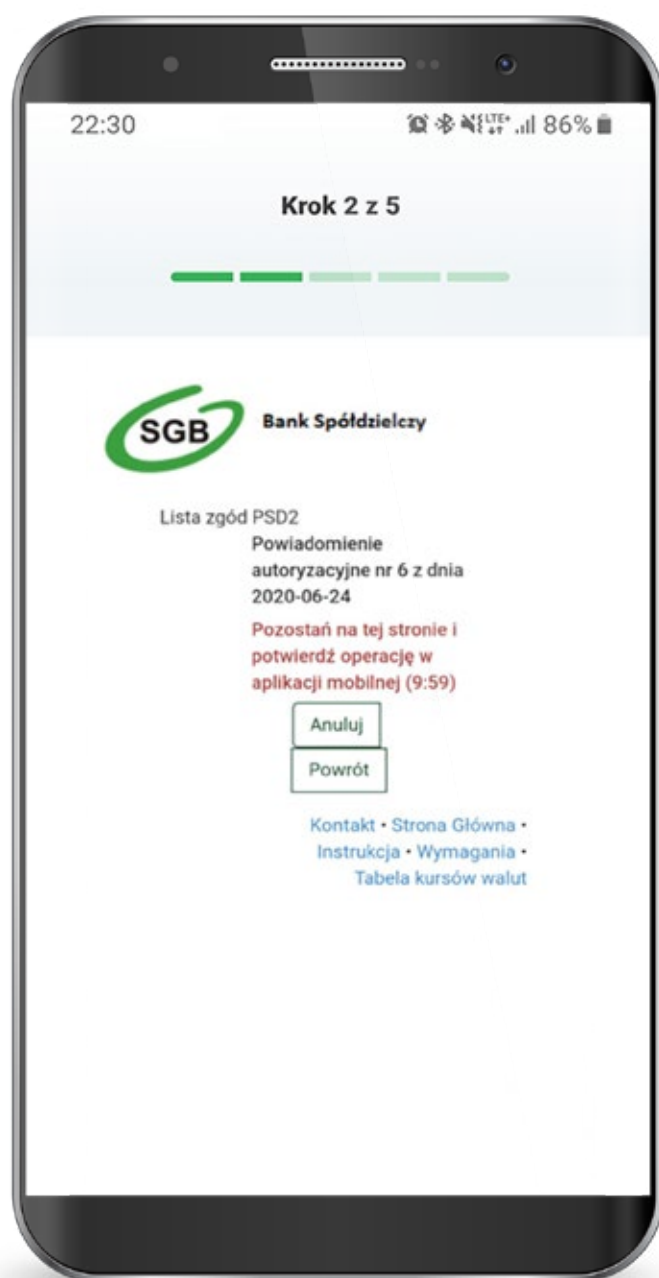 22:30 LTE+ 86%
Krok 2 z 5
SGB Bank Spółdzielczy
Lista zgód PSD2
Powiadomienie
autoryzacyjne nr 6 z dnia
2020-06-24
Pozostań na tej stronie i
potwierdź operację w
aplikacji mobilnej (9:59)
Anuluj
Powrót
Kontakt • Strona Główna •
Instrukcja • Wymagania •
Tabela kursów walut